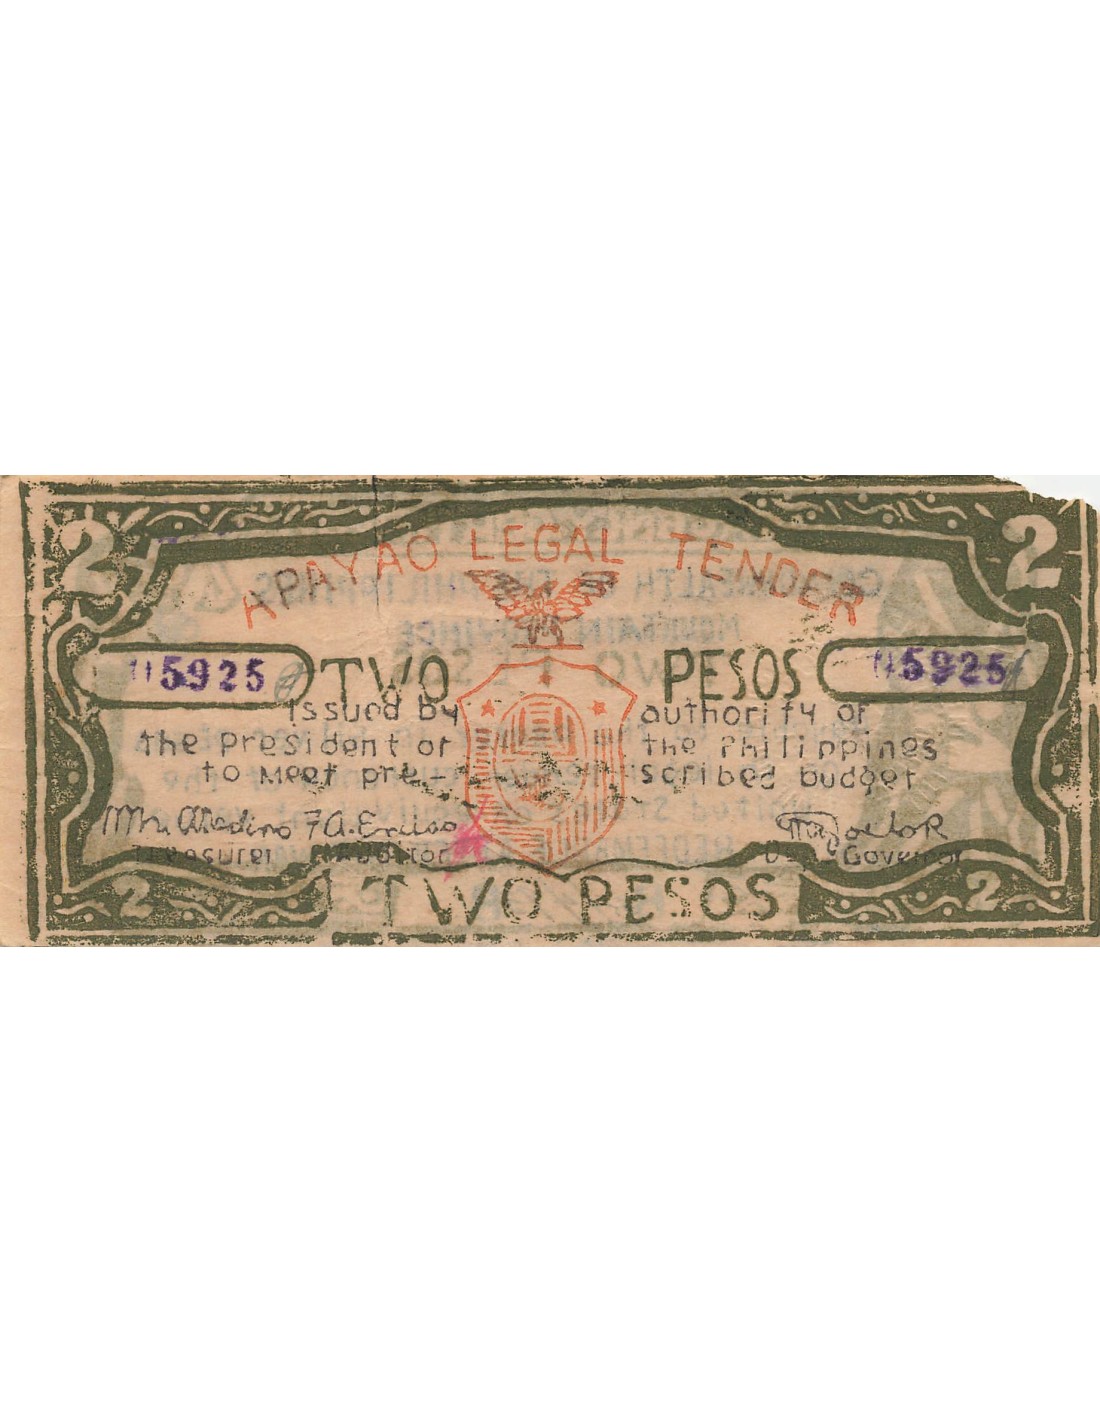 2 2
APAYAO LEGAL TENDER
5925 TWO PESOS 5925
Issued by authority of
the president of the Philippines
to Meet pre- scribed budget
Treasurer Auditor Governor
TWO PESOS
2 2